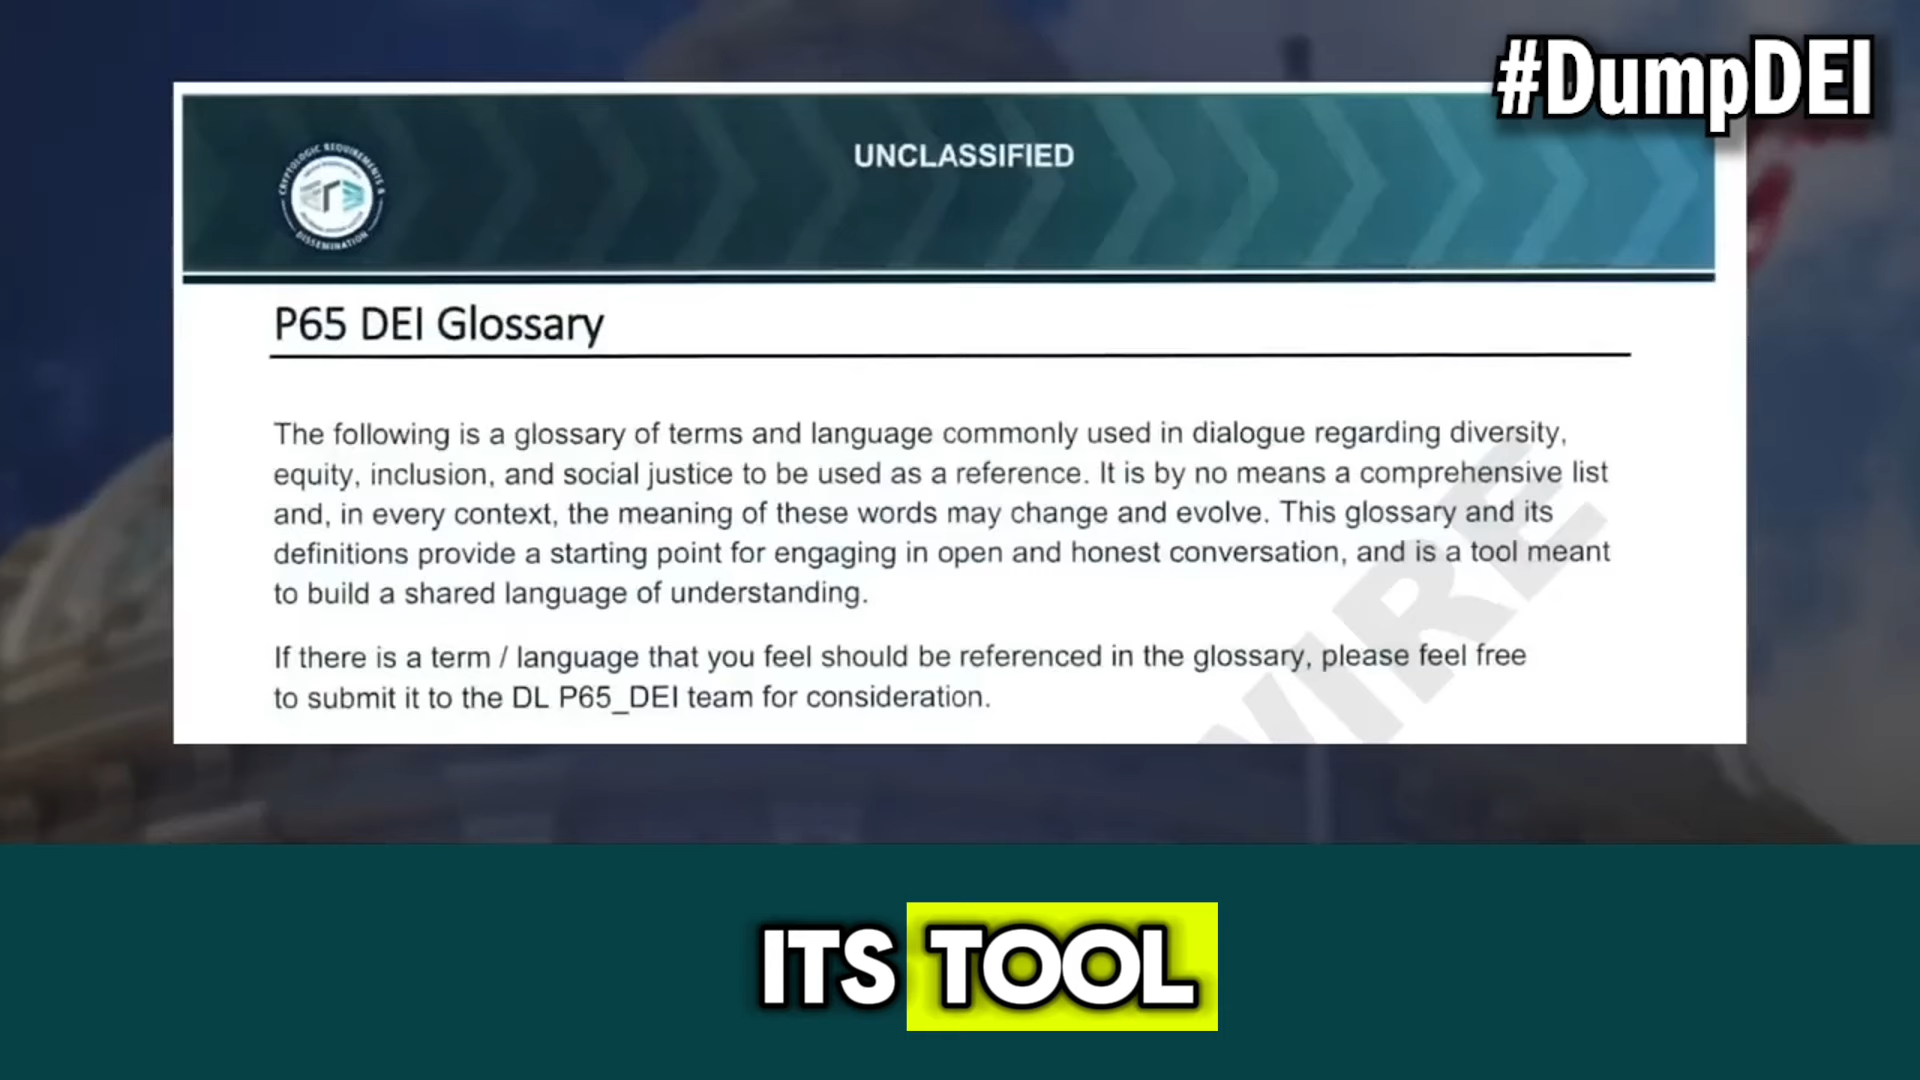 #DumpDEI
UNCLASSIFIED
CRYPTOLOGIC REQUIREMENTS &
DISSEMINATION
P65 DEI Glossary
The following is a glossary of terms and language commonly used in dialogue regarding diversity,
equity, inclusion, and social justice to be used as a reference. It is by no means a comprehensive list
and, in every context, the meaning of these words may change and evolve. This glossary and its
definitions provide a starting point for engaging in open and honest conversation, and is a tool meant
to build a shared language of understanding.
If there is a term / language that you feel should be referenced in the glossary, please feel free
to submit it to the DL P65_DEI team for consideration.
WIRE
ITS TOOL